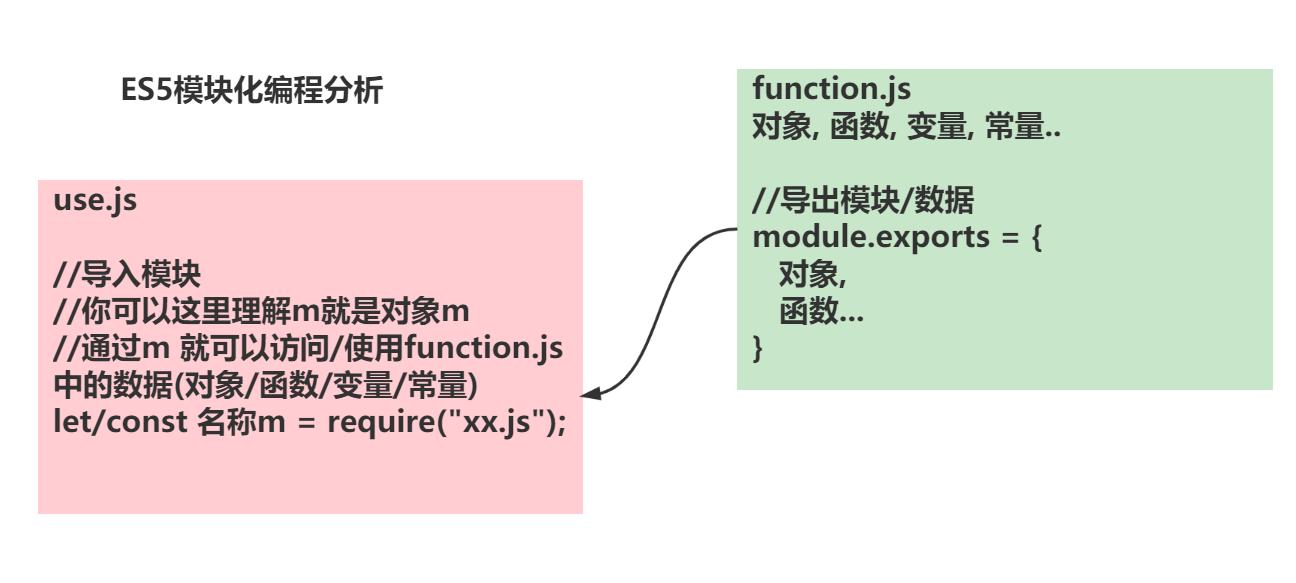 ES5模块化编程分析
use.js
//导入模块
//你可以这里理解m就是对象m
//通过m 就可以访问/使用function.js
中的数据(对象/函数/变量/常量)
let/const 名称m = require("xx.js");
function.js
对象, 函数, 变量, 常量..
//导出模块/数据
module.exports = {
对象,
函数...
}